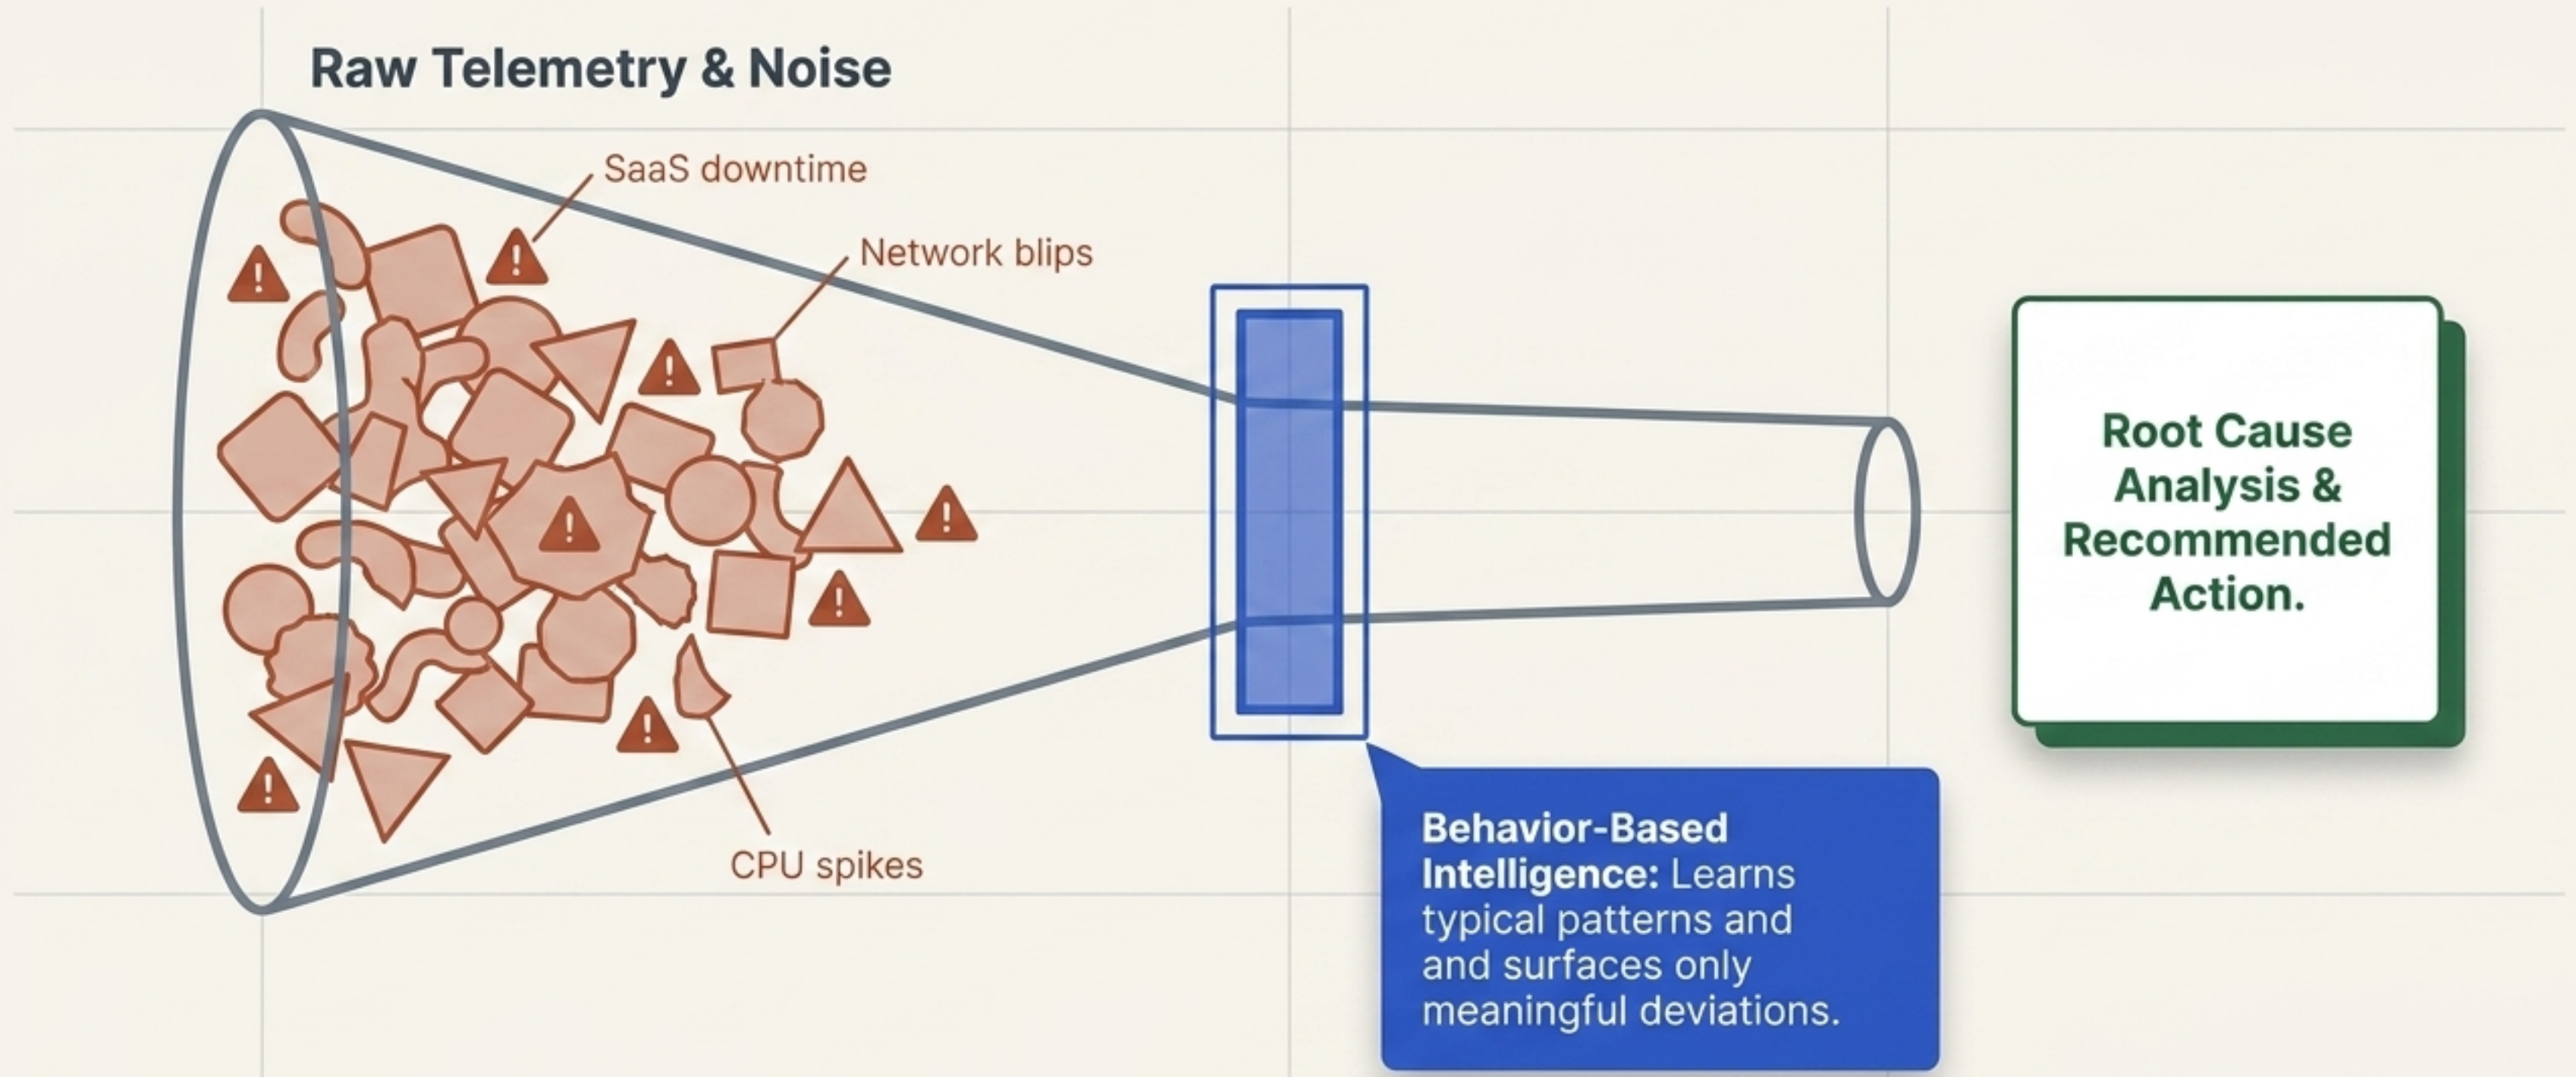 Raw Telemetry & Noise
SaaS downtime
Network blips
CPU spikes
Behavior-Based
Intelligence: Learns
typical patterns and
and surfaces only
meaningful deviations.
Root Cause
Analysis &
Recommended
Action.